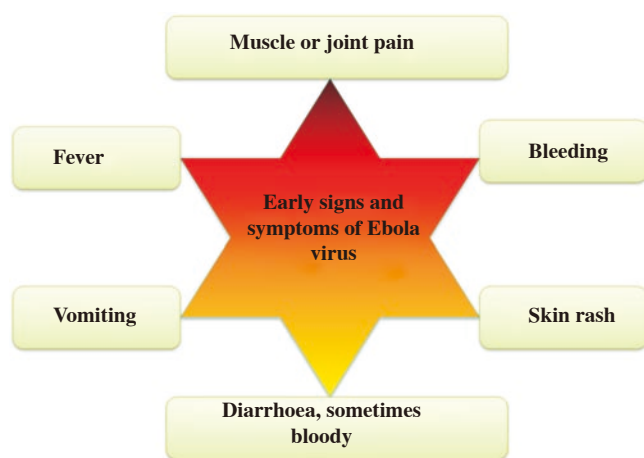 Muscle or joint pain
Fever
Bleeding
Early signs and
symptoms of Ebola
virus
Vomiting
Skin rash
Diarrhoea, sometimes
bloody